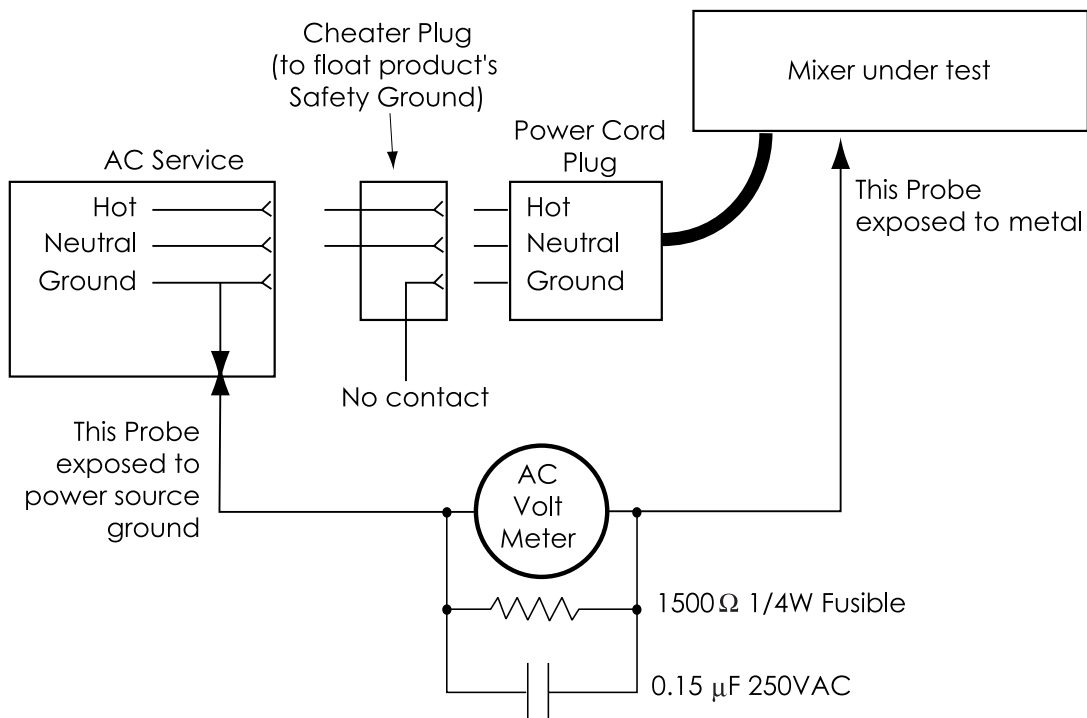 Cheater Plug
(to float product's
Safety Ground)
Mixer under test
Power Cord
Plug
AC Service
Hot
Neutral
Ground
Hot
Neutral
Ground
This Probe
exposed to metal
No contact
This Probe
exposed to
power source
ground
AC
Volt
Meter
1500Ω 1/4W Fusible
0.15 µF 250VAC